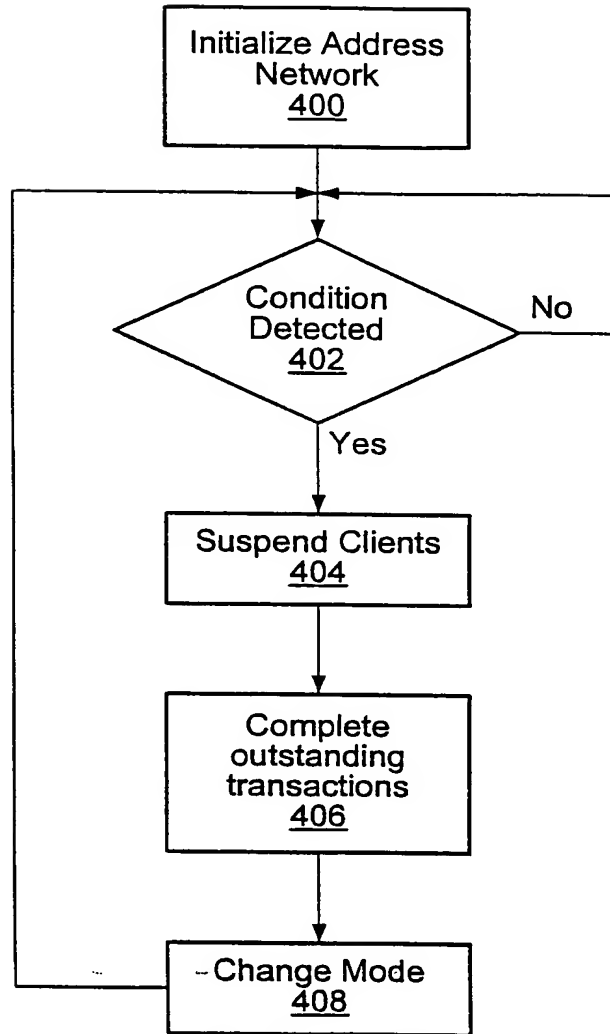 Initialize Address
Network
400
Condition
Detected
402
No
Yes
Suspend Clients
404
Complete
outstanding
transactions
406
Change Mode
408